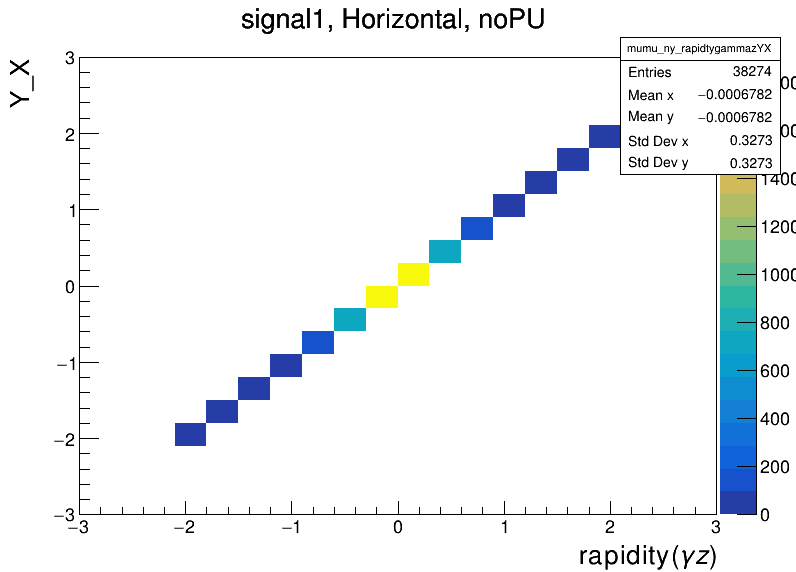 signal1, Horizontal, noPU
mumu_ny_rapidtygammazYX
Entries 38274
Mean x −0.0006782
Mean y −0.0006782
Std Dev x 0.3273
Std Dev y 0.3273
Y_X
3
2
1
0
−1
−2
−3
−3 −2 −1 0 1 2 3
rapidity(γz)
1200
1000
800
600
400
200
0